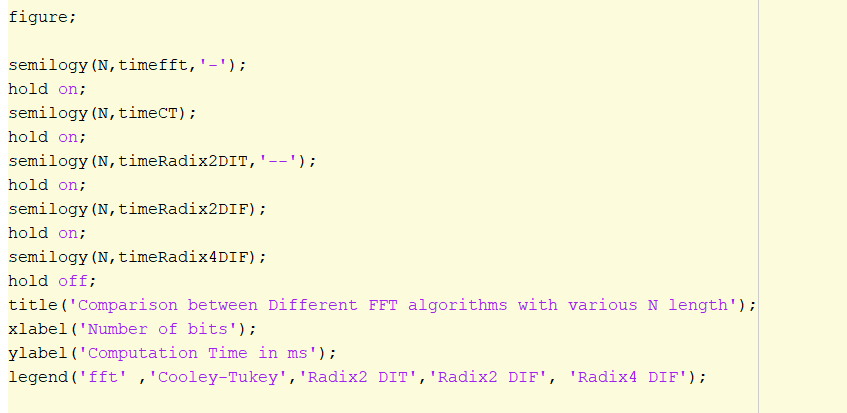 figure;
semilogy(N,timefft,'-');
hold on;
semilogy(N,timeCT);
hold on;
semilogy(N,timeRadix2DIT,'--');
hold on;
semilogy(N,timeRadix2DIF);
hold on;
semilogy(N,timeRadix4DIF);
hold off;
title('Comparison between Different FFT algorithms with various N length');
xlabel('Number of bits');
ylabel('Computation Time in ms');
legend('fft' ,'Cooley-Tukey','Radix2 DIT','Radix2 DIF', 'Radix4 DIF');